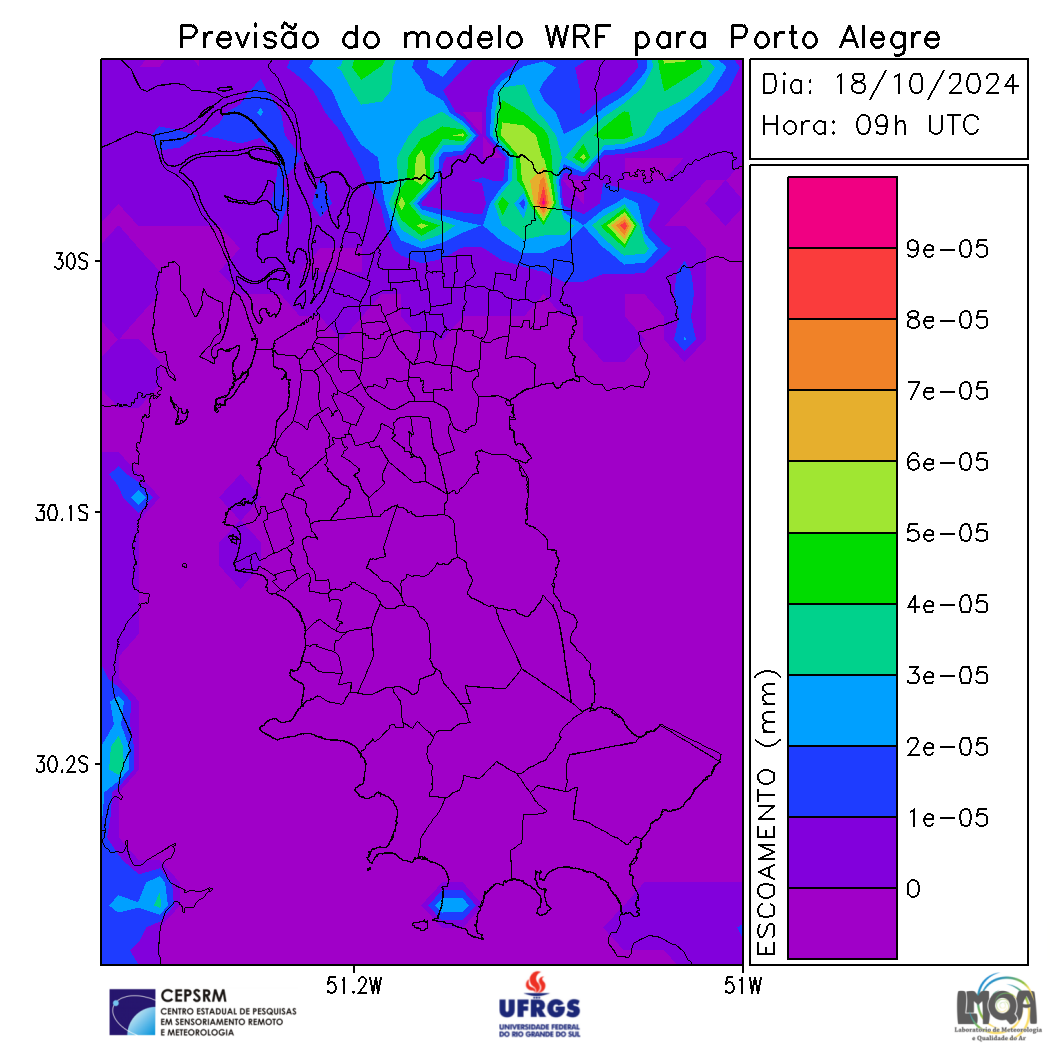 Previsão do modelo WRF para Porto Alegre
Dia: 18/10/2024
Hora: 09h UTC
9e-05
8e-05
7e-05
6e-05
5e-05
4e-05
3e-05
2e-05
1e-05
0
ESCOAMENTO (mm)
30S
30.1S
30.2S
51.2W
51W
CEPSRM
CENTRO ESTADUAL DE PESQUISAS
EM SENSORIAMENTO REMOTO
E METEOROLOGIA
UFRGS
UNIVERSIDADE FEDERAL
DO RIO GRANDE DO SUL
LMQA
Laboratório de Meteorologia
e Qualidade do Ar